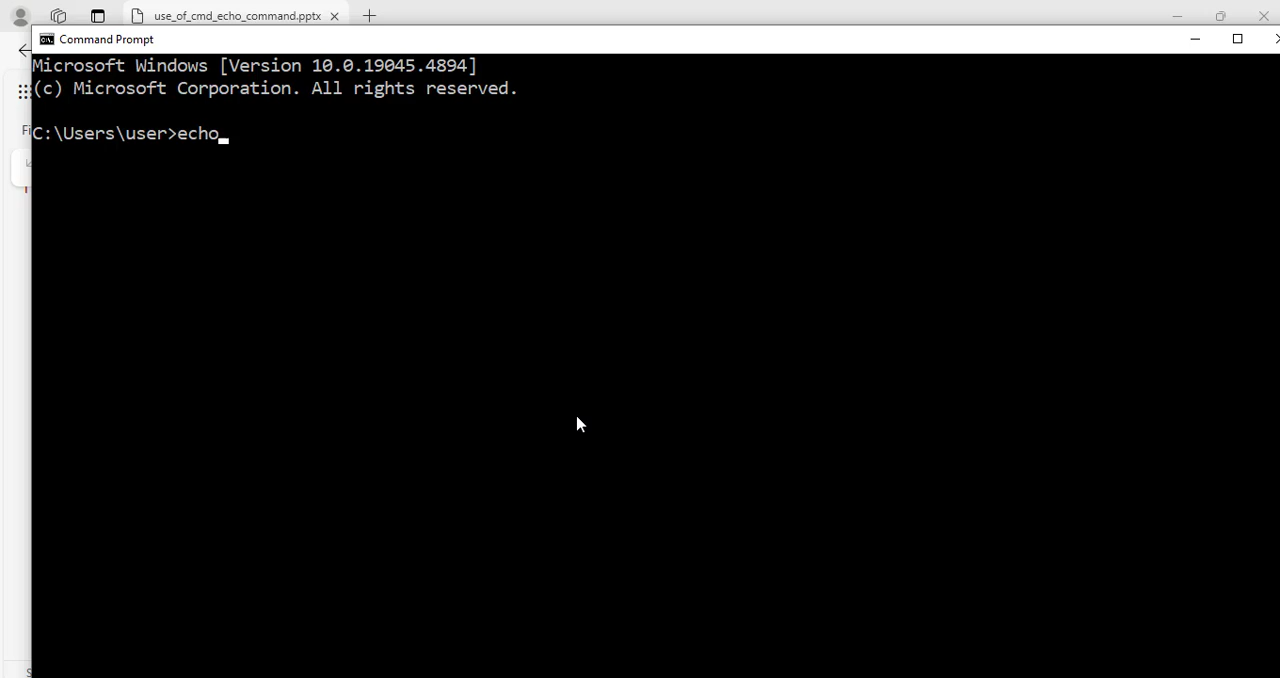 use_of_cmd_echo_command.pptx
Command Prompt
Microsoft Windows [Version 10.0.19045.4894]
(c) Microsoft Corporation. All rights reserved.
C:\Users\user>echo